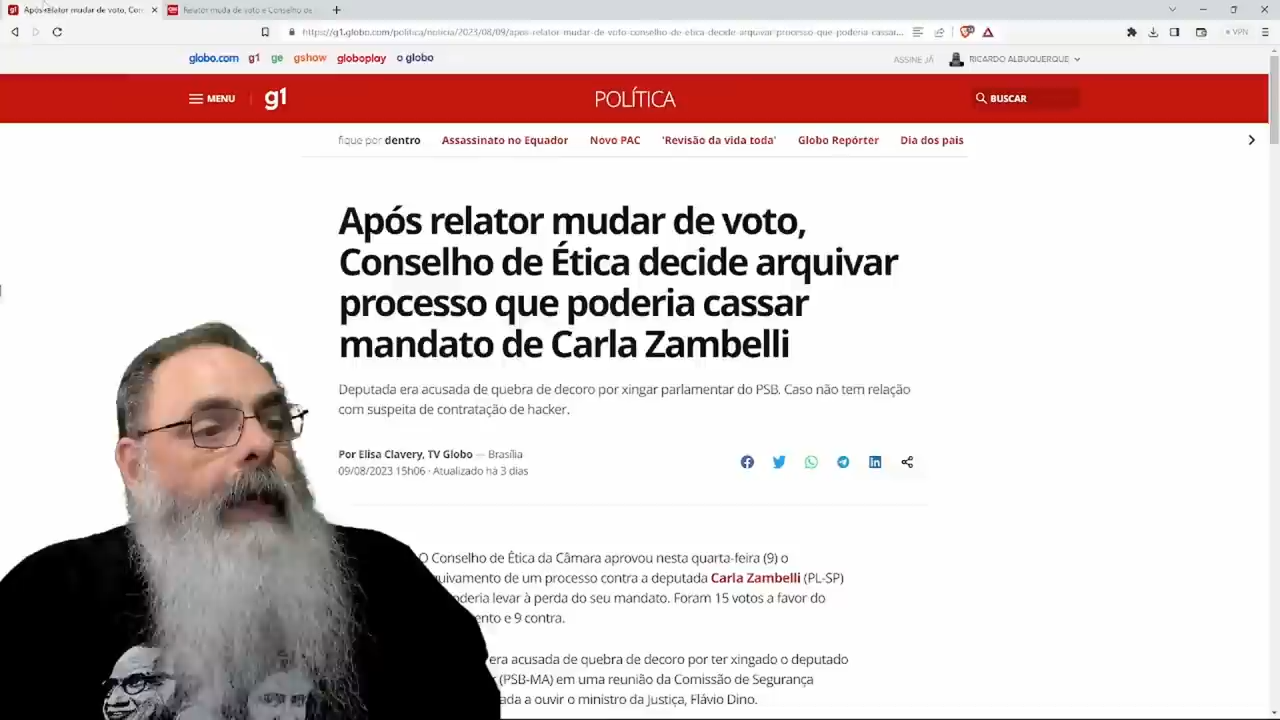 Após relator mudar de voto, Con
Relator muda de voto e Conselho de
https://g1.globo.com/politica/noticia/2023/08/09/apos-relator-mudar-de-voto-conselho-de-etica-decide-arquivar-processo-que-poderia-cassar...
VPN
globo.com g1 ge gshow globoplay o globo
ASSINE JÁ RICARDO ALBUQUERQUE
MENU g1 POLÍTICA BUSCAR
fique por dentro Assassinato no Equador Novo PAC 'Revisão da vida toda' Globo Repórter Dia dos pais
Após relator mudar de voto,
Conselho de Ética decide arquivar
processo que poderia cassar
mandato de Carla Zambelli
Deputada era acusada de quebra de decoro por xingar parlamentar do PSB. Caso não tem relação
com suspeita de contratação de hacker.
Por Elisa Clavery, TV Globo — Brasília
09/08/2023 15h06 · Atualizado há 3 dias
O Conselho de Ética da Câmara aprovou nesta quarta-feira (9) o
quivamento de um processo contra a deputada Carla Zambelli (PL-SP)
oderia levar à perda do seu mandato. Foram 15 votos a favor do
ento e 9 contra.
era acusada de quebra de decoro por ter xingado o deputado
(PSB-MA) em uma reunião da Comissão de Segurança
ada a ouvir o ministro da Justiça, Flávio Dino.